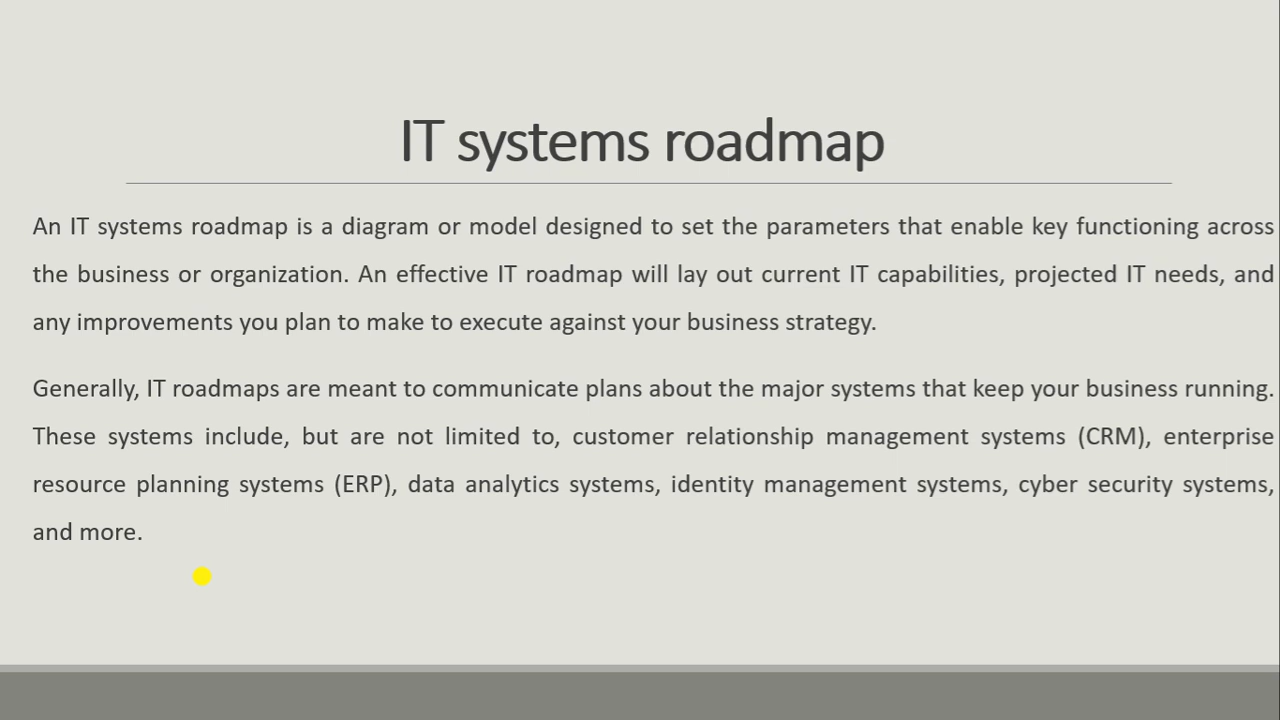 IT systems roadmap
An IT systems roadmap is a diagram or model designed to set the parameters that enable key functioning across
the business or organization. An effective IT roadmap will lay out current IT capabilities, projected IT needs, and
any improvements you plan to make to execute against your business strategy.
Generally, IT roadmaps are meant to communicate plans about the major systems that keep your business running.
These systems include, but are not limited to, customer relationship management systems (CRM), enterprise
resource planning systems (ERP), data analytics systems, identity management systems, cyber security systems,
and more.